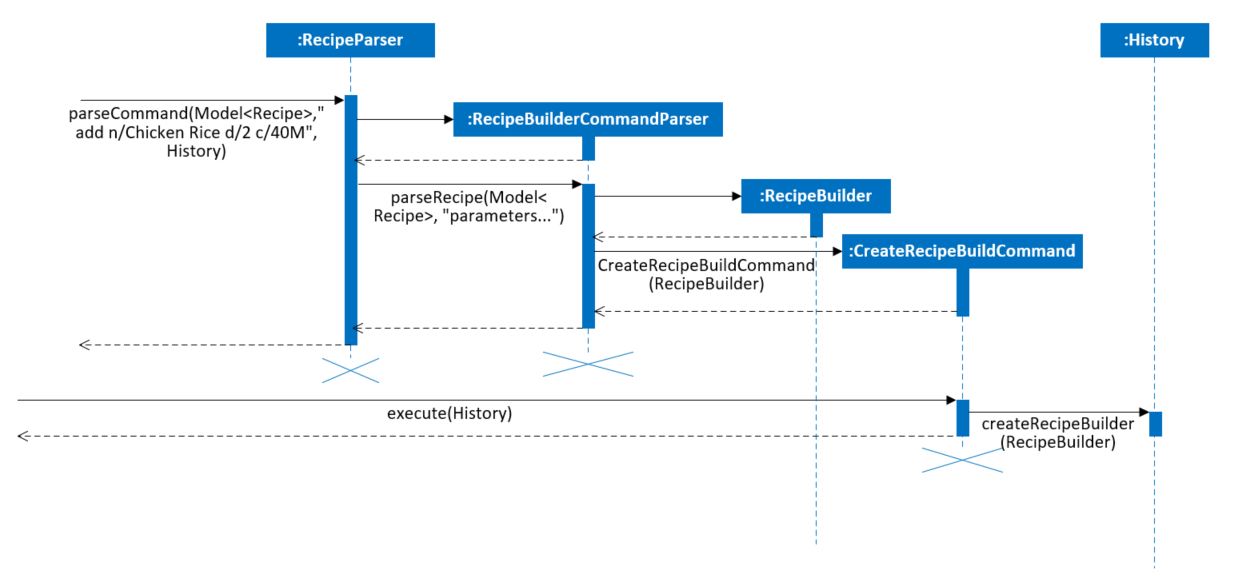 :RecipeParser
:History
parseCommand(Model<Recipe>,"
add n/Chicken Rice d/2 c/40M",
History)
:RecipeBuilderCommandParser
parseRecipe(Model<
Recipe>, "parameters...")
:RecipeBuilder
:CreateRecipeBuildCommand
CreateRecipeBuildCommand
(RecipeBuilder)
execute(History)
createRecipeBuilder
(RecipeBuilder)